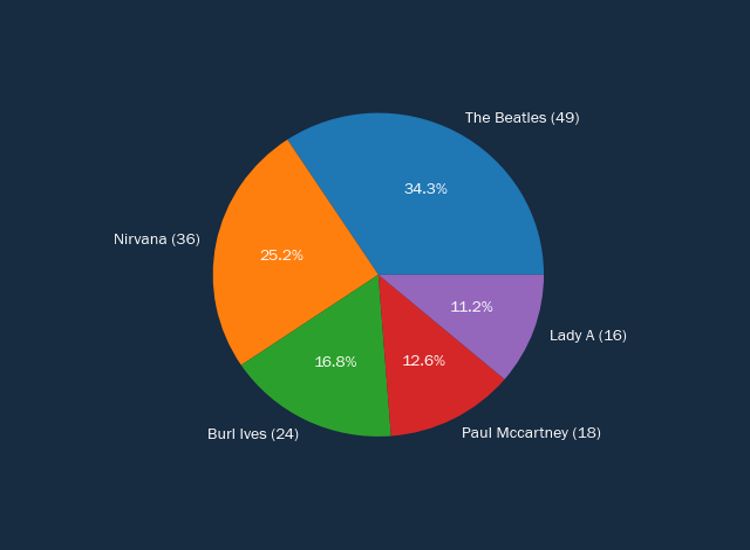 The Beatles (49)
34.3%
Nirvana (36)
25.2%
11.2%
Lady A (16)
16.8%
12.6%
Burl Ives (24)
Paul Mccartney (18)